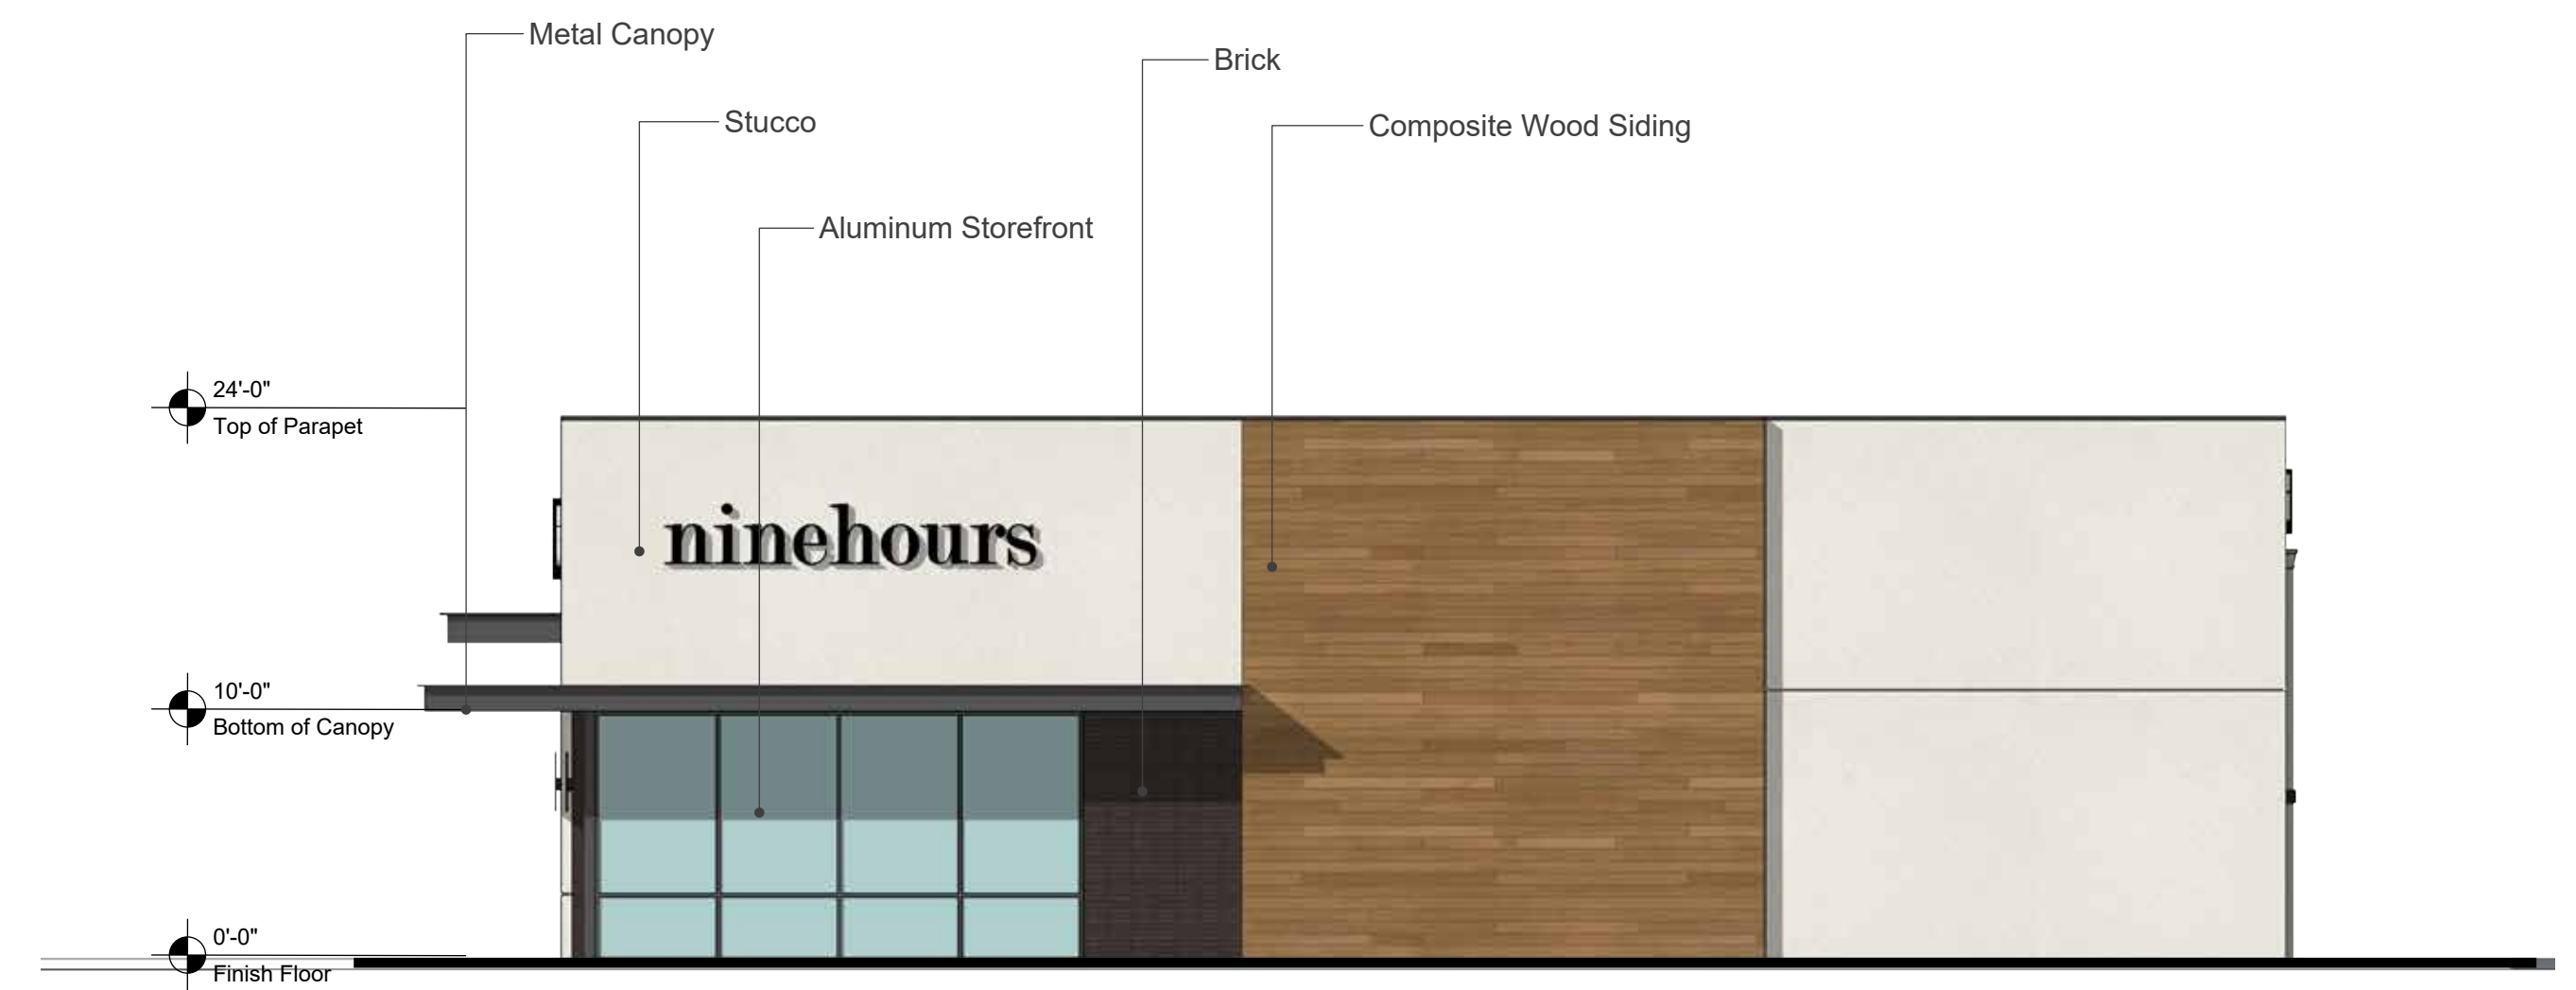 Metal Canopy
Brick
Stucco
Composite Wood Siding
Aluminum Storefront
24'-0"
Top of Parapet
ninehours
10'-0"
Bottom of Canopy
0'-0"
Finish Floor